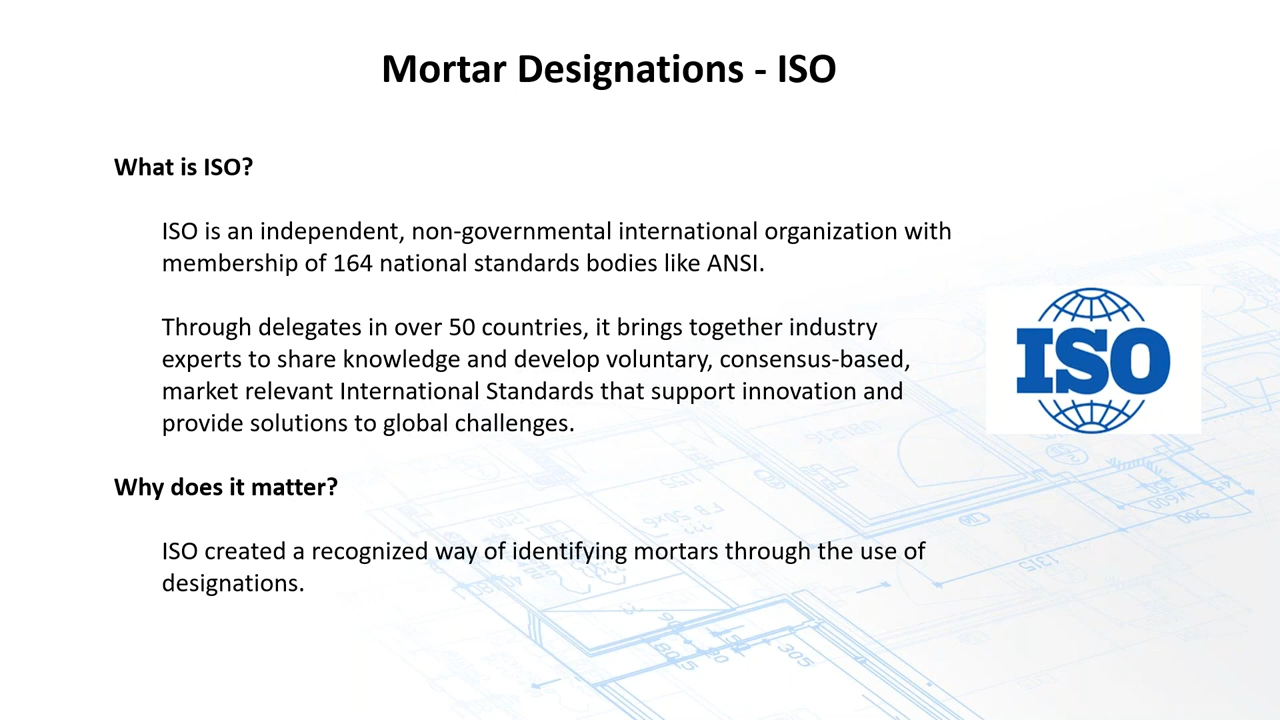 Mortar Designations - ISO
What is ISO?
ISO is an independent, non-governmental international organization with
membership of 164 national standards bodies like ANSI.
Through delegates in over 50 countries, it brings together industry
experts to share knowledge and develop voluntary, consensus-based,
market relevant International Standards that support innovation and
provide solutions to global challenges.
ISO
Why does it matter?
ISO created a recognized way of identifying mortars through the use of
designations.
1315
900
305